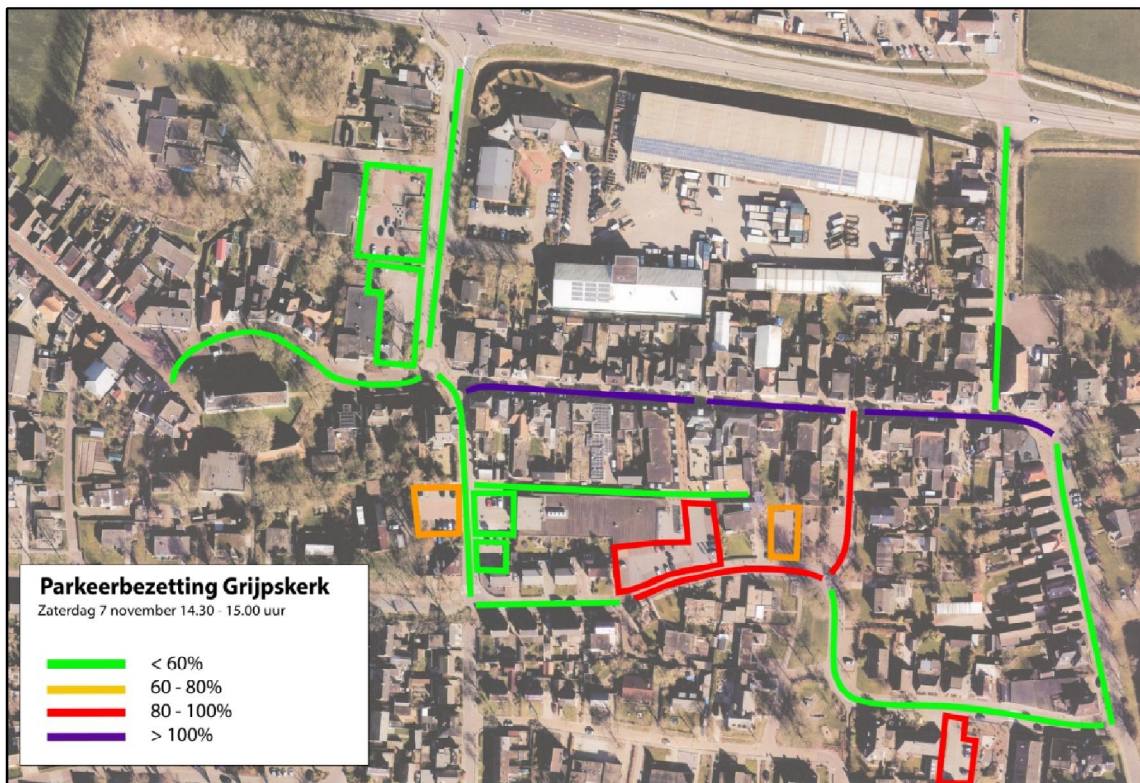 Parkeerbezetting Grijpskerk
Zaterdag 7 november 14.30 - 15.00 uur
< 60%
60 - 80%
80 - 100%
> 100%